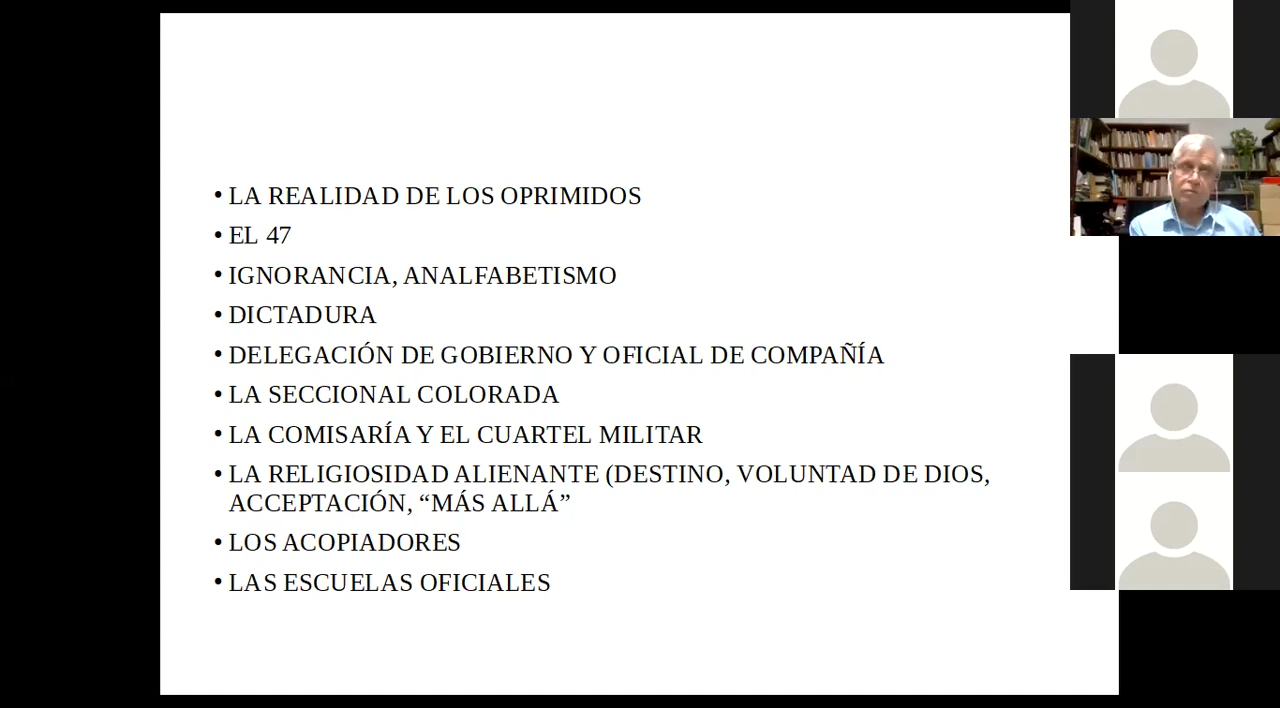 • LA REALIDAD DE LOS OPRIMIDOS
• EL 47
• IGNORANCIA, ANALFABETISMO
• DICTADURA
• DELEGACIÓN DE GOBIERNO Y OFICIAL DE COMPAÑÍA
• LA SECCIONAL COLORADA
• LA COMISARÍA Y EL CUARTEL MILITAR
• LA RELIGIOSIDAD ALIENANTE (DESTINO, VOLUNTAD DE DIOS,
ACCEPTACIÓN, “MÁS ALLÁ”
• LOS ACOPIADORES
• LAS ESCUELAS OFICIALES